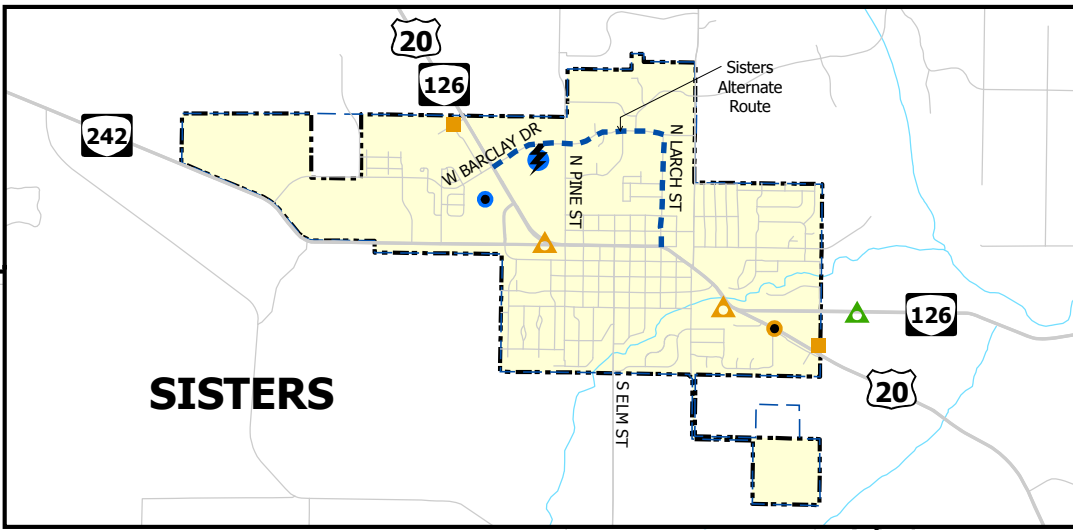 20
126
242
Sisters
Alternate
Route
W BARCLAY DR
N PINE ST
N LARCH ST
126
20
SISTERS
S ELM ST